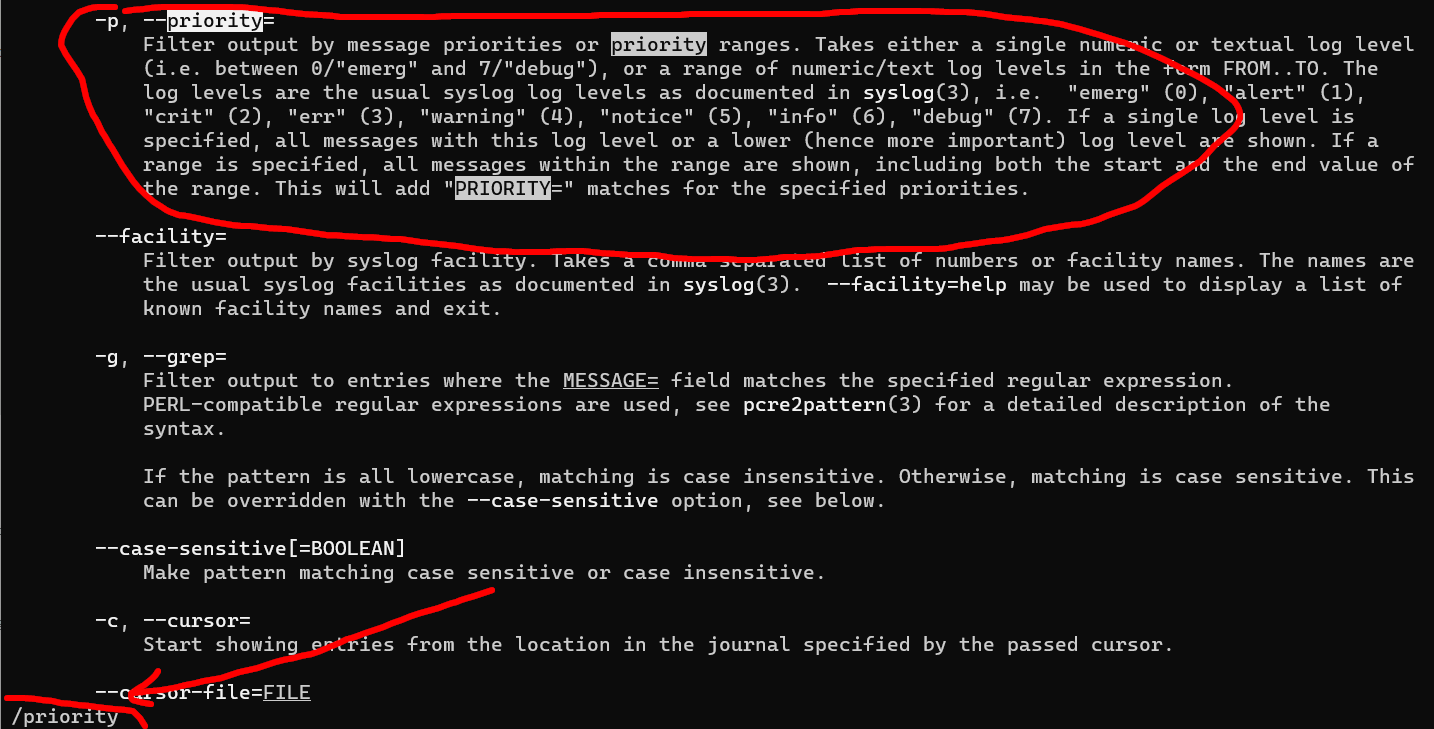 -p, --priority=
Filter output by message priorities or priority ranges. Takes either a single numeric or textual log level
(i.e. between 0/"emerg" and 7/"debug"), or a range of numeric/text log levels in the form FROM..TO. The
log levels are the usual syslog log levels as documented in syslog(3), i.e.  "emerg" (0), "alert" (1),
"crit" (2), "err" (3), "warning" (4), "notice" (5), "info" (6), "debug" (7). If a single log level is
specified, all messages with this log level or a lower (hence more important) log level are shown. If a
range is specified, all messages within the range are shown, including both the start and the end value of
the range. This will add "PRIORITY=" matches for the specified priorities.
--facility=
Filter output by syslog facility. Takes a comma-separated list of numbers or facility names. The names are
the usual syslog facilities as documented in syslog(3).  --facility=help may be used to display a list of
known facility names and exit.
-g, --grep=
Filter output to entries where the MESSAGE= field matches the specified regular expression.
PERL-compatible regular expressions are used, see pcre2pattern(3) for a detailed description of the
syntax.
If the pattern is all lowercase, matching is case insensitive. Otherwise, matching is case sensitive. This
can be overridden with the --case-sensitive option, see below.
--case-sensitive[=BOOLEAN]
Make pattern matching case sensitive or case insensitive.
-c, --cursor=
Start showing entries from the location in the journal specified by the passed cursor.
--cursor-file=FILE
/priority